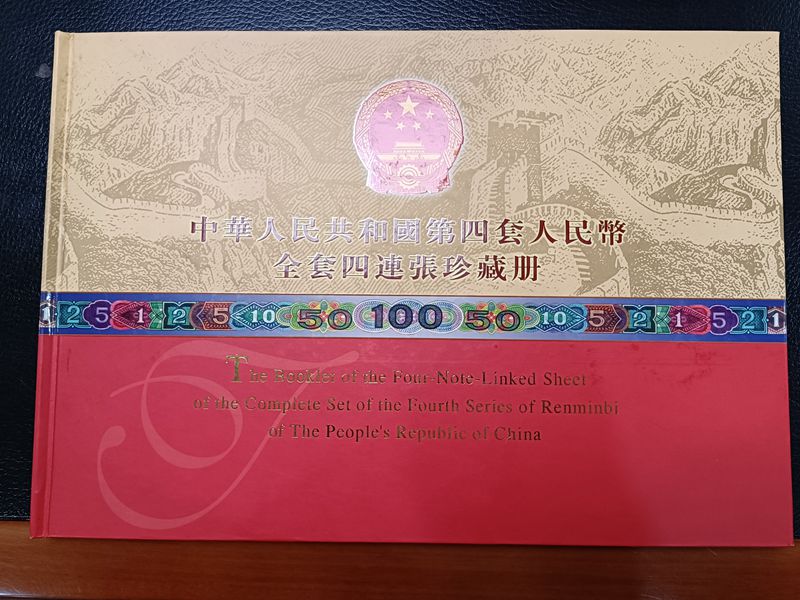 中華人民共和國第四套人民幣
全套四連張珍藏册
1 2 5 1 2 5 10 50 100 50 10 5 2 1 5 2 1
The Booklet of the Four-Note-Linked Sheet
of the Complete Set of the Fourth Series of Renminbi
of The People's Republic of China